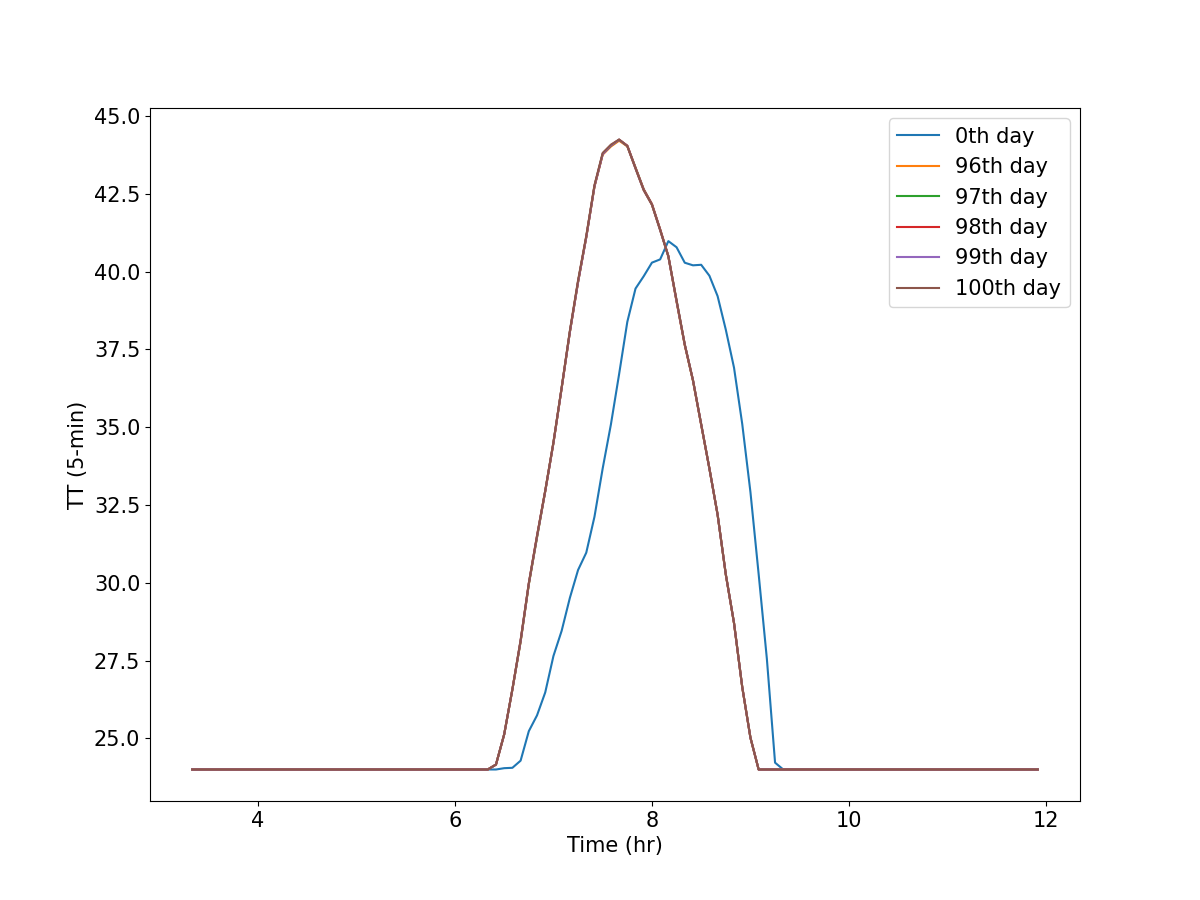 45.0
42.5
40.0
37.5
35.0
32.5
30.0
27.5
25.0
TT (5-min)
4
6
8
10
12
Time (hr)
0th day
96th day
97th day
98th day
99th day
100th day